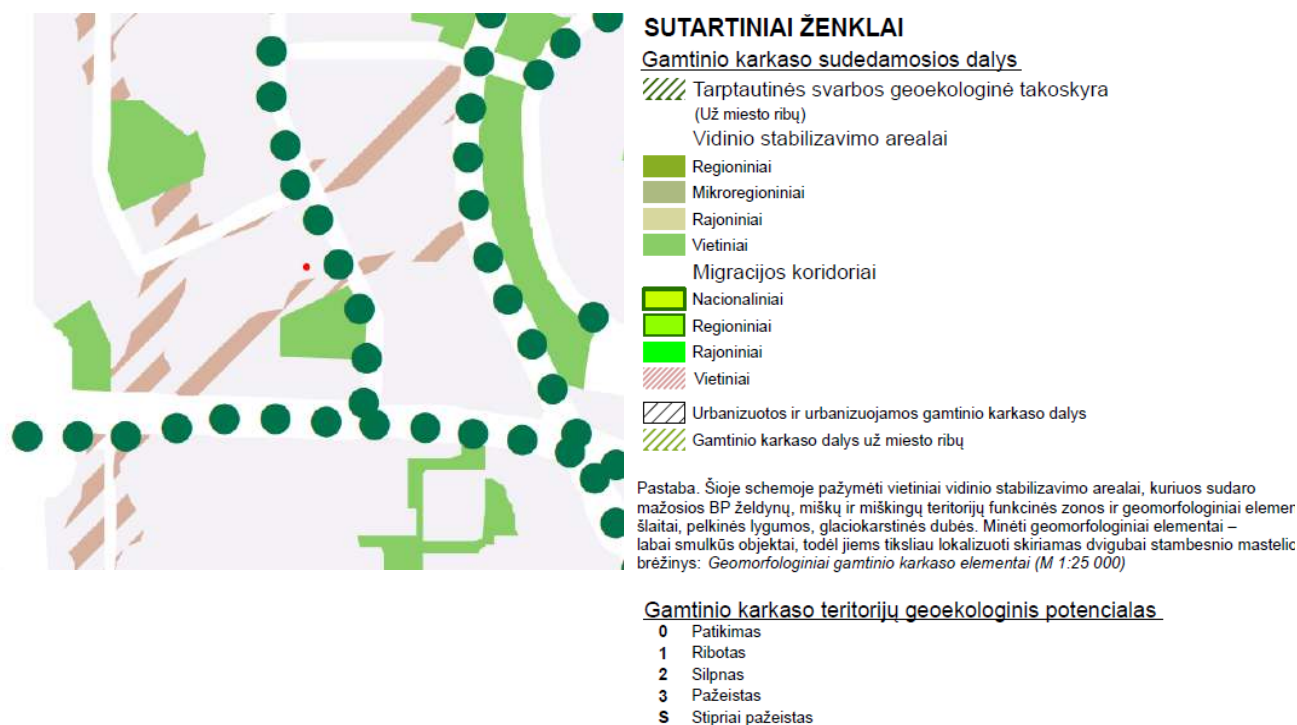 SUTARTINIAI ŽENKLAI
Gamtinio karkaso sudedamosios dalys
Tarptautinės svarbos geoekologinė takoskyra
(Už miesto ribų)
Vidinio stabilizavimo arealai
Regioniniai
Mikroregioniniai
Rajoniniai
Vietiniai
Migracijos koridoriai
Nacionaliniai
Regioniniai
Rajoniniai
Vietiniai
Urbanizuotos ir urbanizuojamos gamtinio karkaso dalys
Gamtinio karkaso dalys už miesto ribų
Pastaba. Šioje schemoje pažymėti vietiniai vidinio stabilizavimo arealai, kuriuos sudaro
mažosios BP želdynų, miškų ir miškingų teritorijų funkcinės zonos ir geomorfologiniai elemen
šlaitai, pelkinės lygumos, glaciokarstinės dubės. Minėti geomorfologiniai elementai –
labai smulkūs objektai, todėl jiems tiksliau lokalizuoti skiriamas dvigubai stambesnio mastelio
brėžinys: Geomorfologiniai gamtinio karkaso elementai (M 1:25 000)
Gamtinio karkaso teritorijų geoekologinis potencialas
0 Patikimas
1 Ribotas
2 Silpnas
3 Pažeistas
S Stipriai pažeistas